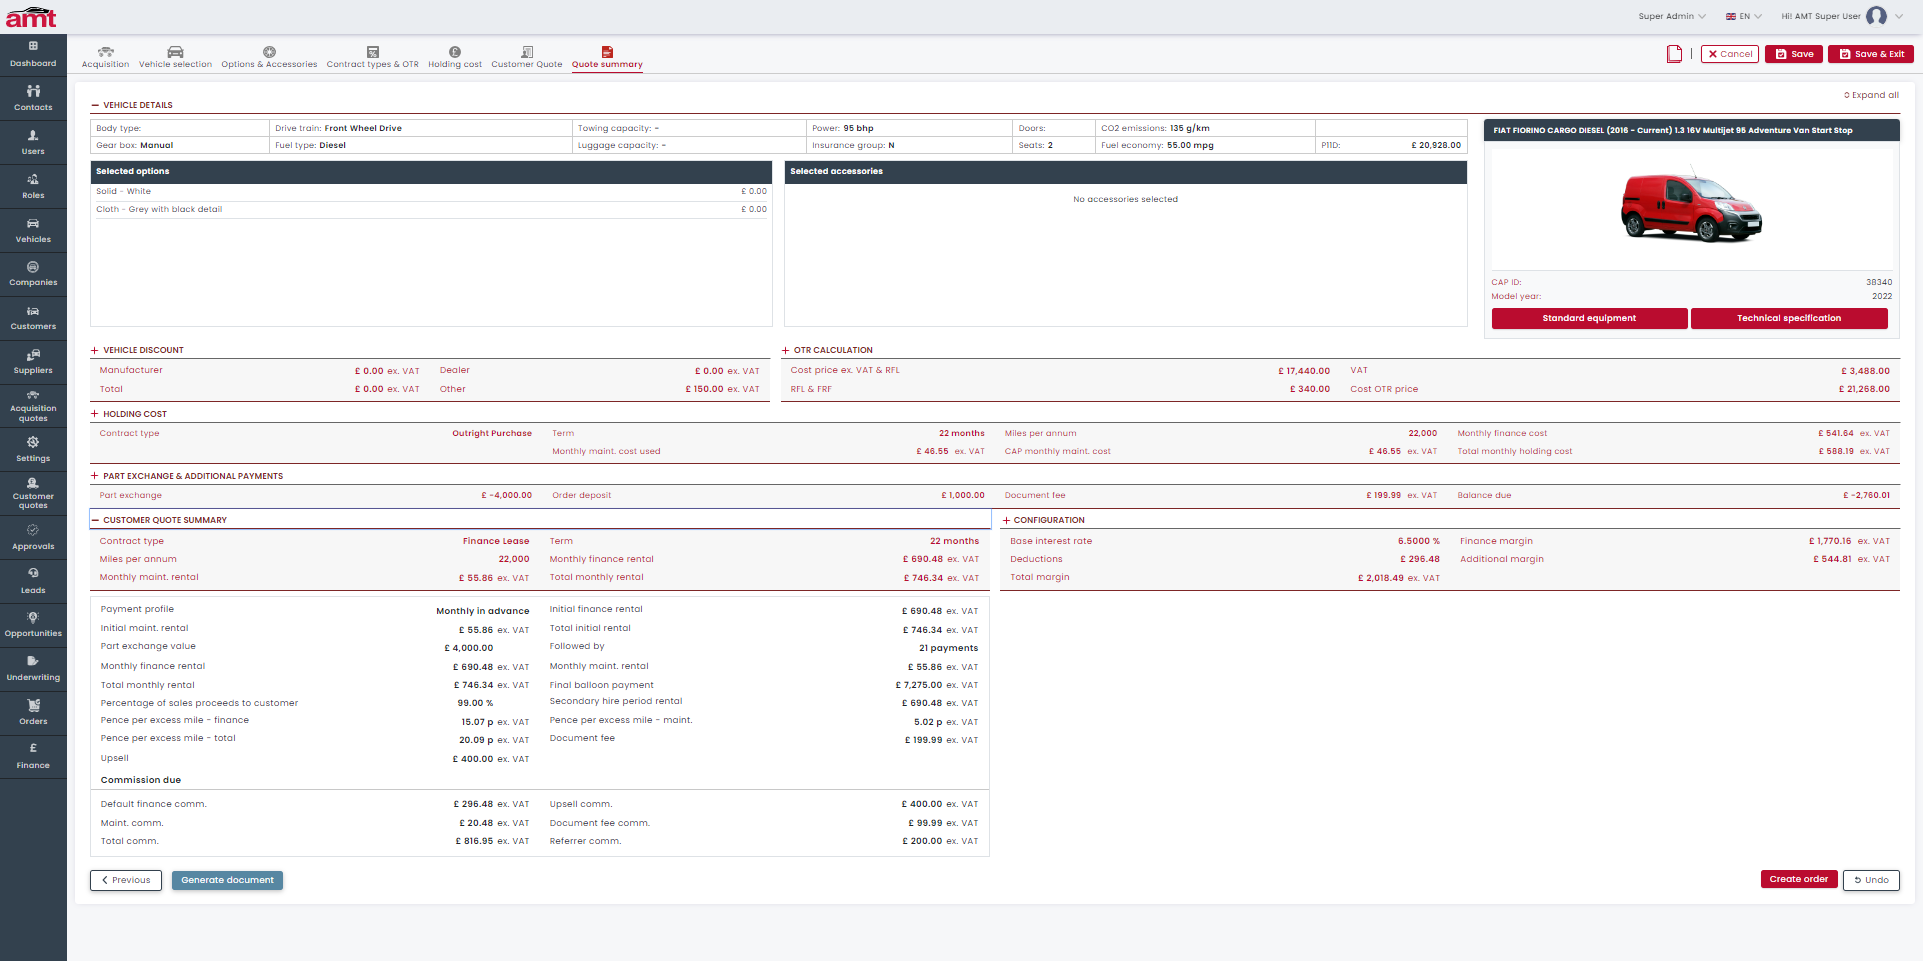 amt
Super Admin
EN
Hi! AMT Super User
Dashboard
Contacts
Users
Roles
Vehicles
Companies
Customers
Suppliers
Acquisition quotes
Settings
Customer quotes
Approvals
Leads
Opportunities
Underwriting
Orders
£ Finance
Acquisition
Vehicle selection
Options & Accessories
Contract types & OTR
Holding cost
Customer Quote
Quote summary
Cancel
Save
Save & Exit
Expand all
VEHICLE DETAILS
Body type: Drive train: Front Wheel Drive Towing capacity: - Power: 95 bhp Doors: CO2 emissions: 135 g/km
Gear box: Manual Fuel type: Diesel Luggage capacity: - Insurance group: N Seats: 2 Fuel economy: 55.00 mpg P11D: £ 20,928.00
Selected options
Solid - White £ 0.00
Cloth - Grey with black detail £ 0.00
Selected accessories
No accessories selected
FIAT FIORINO CARGO DIESEL (2016 - Current) 1.3 16V Multijet 95 Adventure Van Start Stop
CAP ID: 38340
Model year: 2022
Standard equipment
Technical specification
VEHICLE DISCOUNT
Manufacturer £ 0.00 ex. VAT Dealer £ 0.00 ex. VAT
Total £ 0.00 ex. VAT Other £ 150.00 ex. VAT
OTR CALCULATION
Cost price ex. VAT & RFL £ 17,440.00 VAT £ 3,488.00
RFL & FRF £ 340.00 Cost OTR price £ 21,268.00
HOLDING COST
Contract type Outright Purchase Term 22 months Miles per annum 22,000 Monthly finance cost £ 541.64 ex. VAT
Monthly maint. cost used £ 46.55 ex. VAT CAP monthly maint. cost £ 46.55 ex. VAT Total monthly holding cost £ 588.19 ex. VAT
PART EXCHANGE & ADDITIONAL PAYMENTS
Part exchange £ -4,000.00 Order deposit £ 1,000.00 Document fee £ 199.99 ex. VAT Balance due £ -2,760.01
CUSTOMER QUOTE SUMMARY
Contract type Finance Lease Term 22 months
Miles per annum 22,000 Monthly finance rental £ 690.48 ex. VAT
Monthly maint. rental £ 55.86 ex. VAT Total monthly rental £ 746.34 ex. VAT
CONFIGURATION
Base interest rate 6.5000 % Finance margin £ 1,770.16 ex. VAT
Deductions £ 296.48 Additional margin £ 544.81 ex. VAT
Total margin £ 2,018.49 ex. VAT
Payment profile Monthly in advance Initial finance rental £ 690.48 ex. VAT
Initial maint. rental £ 55.86 ex. VAT Total initial rental £ 746.34 ex. VAT
Part exchange value £ 4,000.00 Followed by 21 payments
Monthly finance rental £ 690.48 ex. VAT Monthly maint. rental £ 55.86 ex. VAT
Total monthly rental £ 746.34 ex. VAT Final balloon payment £ 7,275.00 ex. VAT
Percentage of sales proceeds to customer 99.00 % Secondary hire period rental £ 690.48 ex. VAT
Pence per excess mile - finance 15.07 p ex. VAT Pence per excess mile - maint. 5.02 p ex. VAT
Pence per excess mile - total 20.09 p ex. VAT Document fee £ 199.99 ex. VAT
Upsell £ 400.00 ex. VAT
Commission due
Default finance comm. £ 296.48 ex. VAT Upsell comm. £ 400.00 ex. VAT
Maint. comm. £ 20.48 ex. VAT Document fee comm. £ 99.99 ex. VAT
Total comm. £ 816.95 ex. VAT Referrer comm. £ 200.00 ex. VAT
Previous
Generate document
Create order
Undo